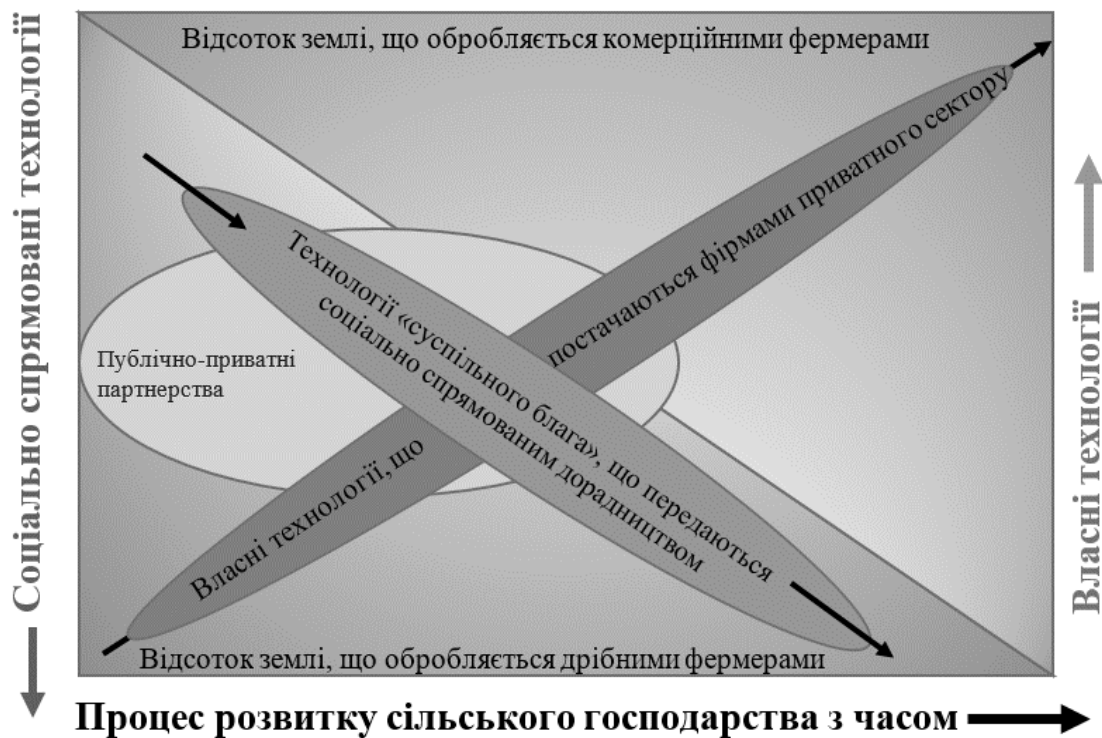 Соціально спрямовані технології
Відсоток землі, що обробляється комерційними фермерами
Власні технології, що постачаються фірмами приватного сектору
Технології «суспільного блага», що передаються
соціально спрямованим дорадництвом
Публічно-приватні
партнерства
Відсоток землі, що обробляється дрібними фермерами
Власні технології
Процес розвитку сільського господарства з часом